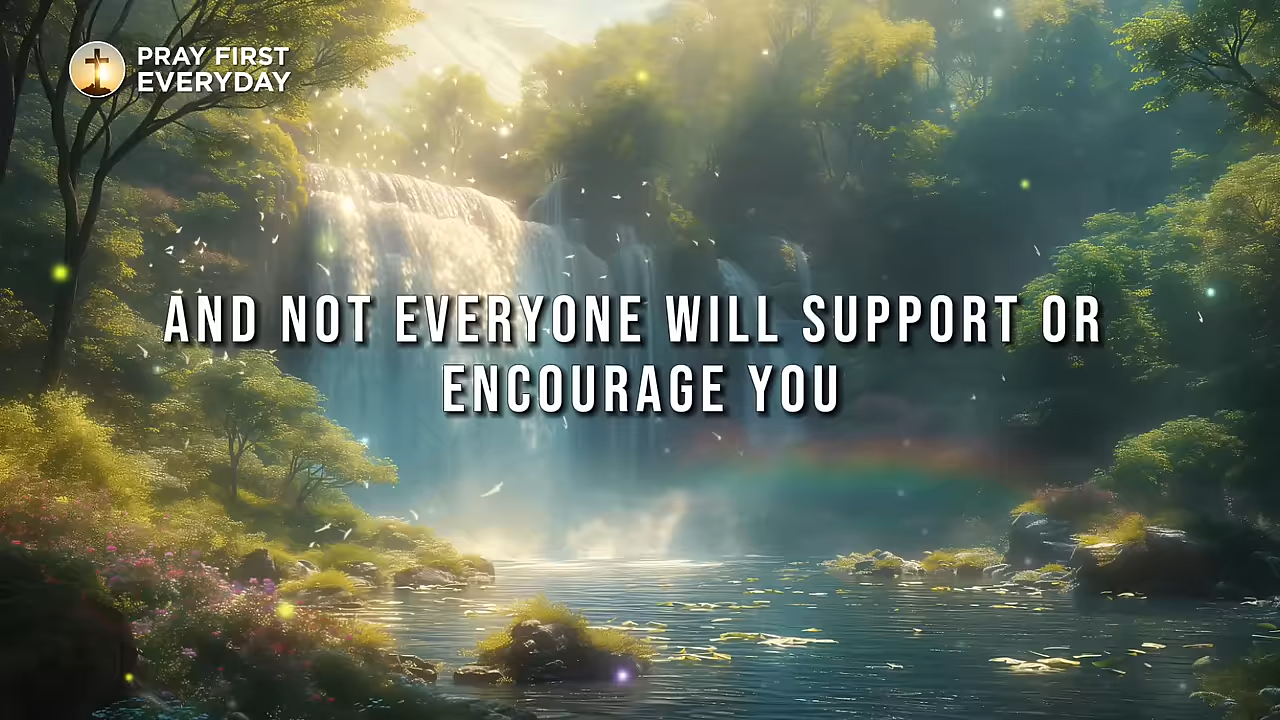 PRAY FIRST
EVERYDAY
AND NOT EVERYONE WILL SUPPORT OR
ENCOURAGE YOU